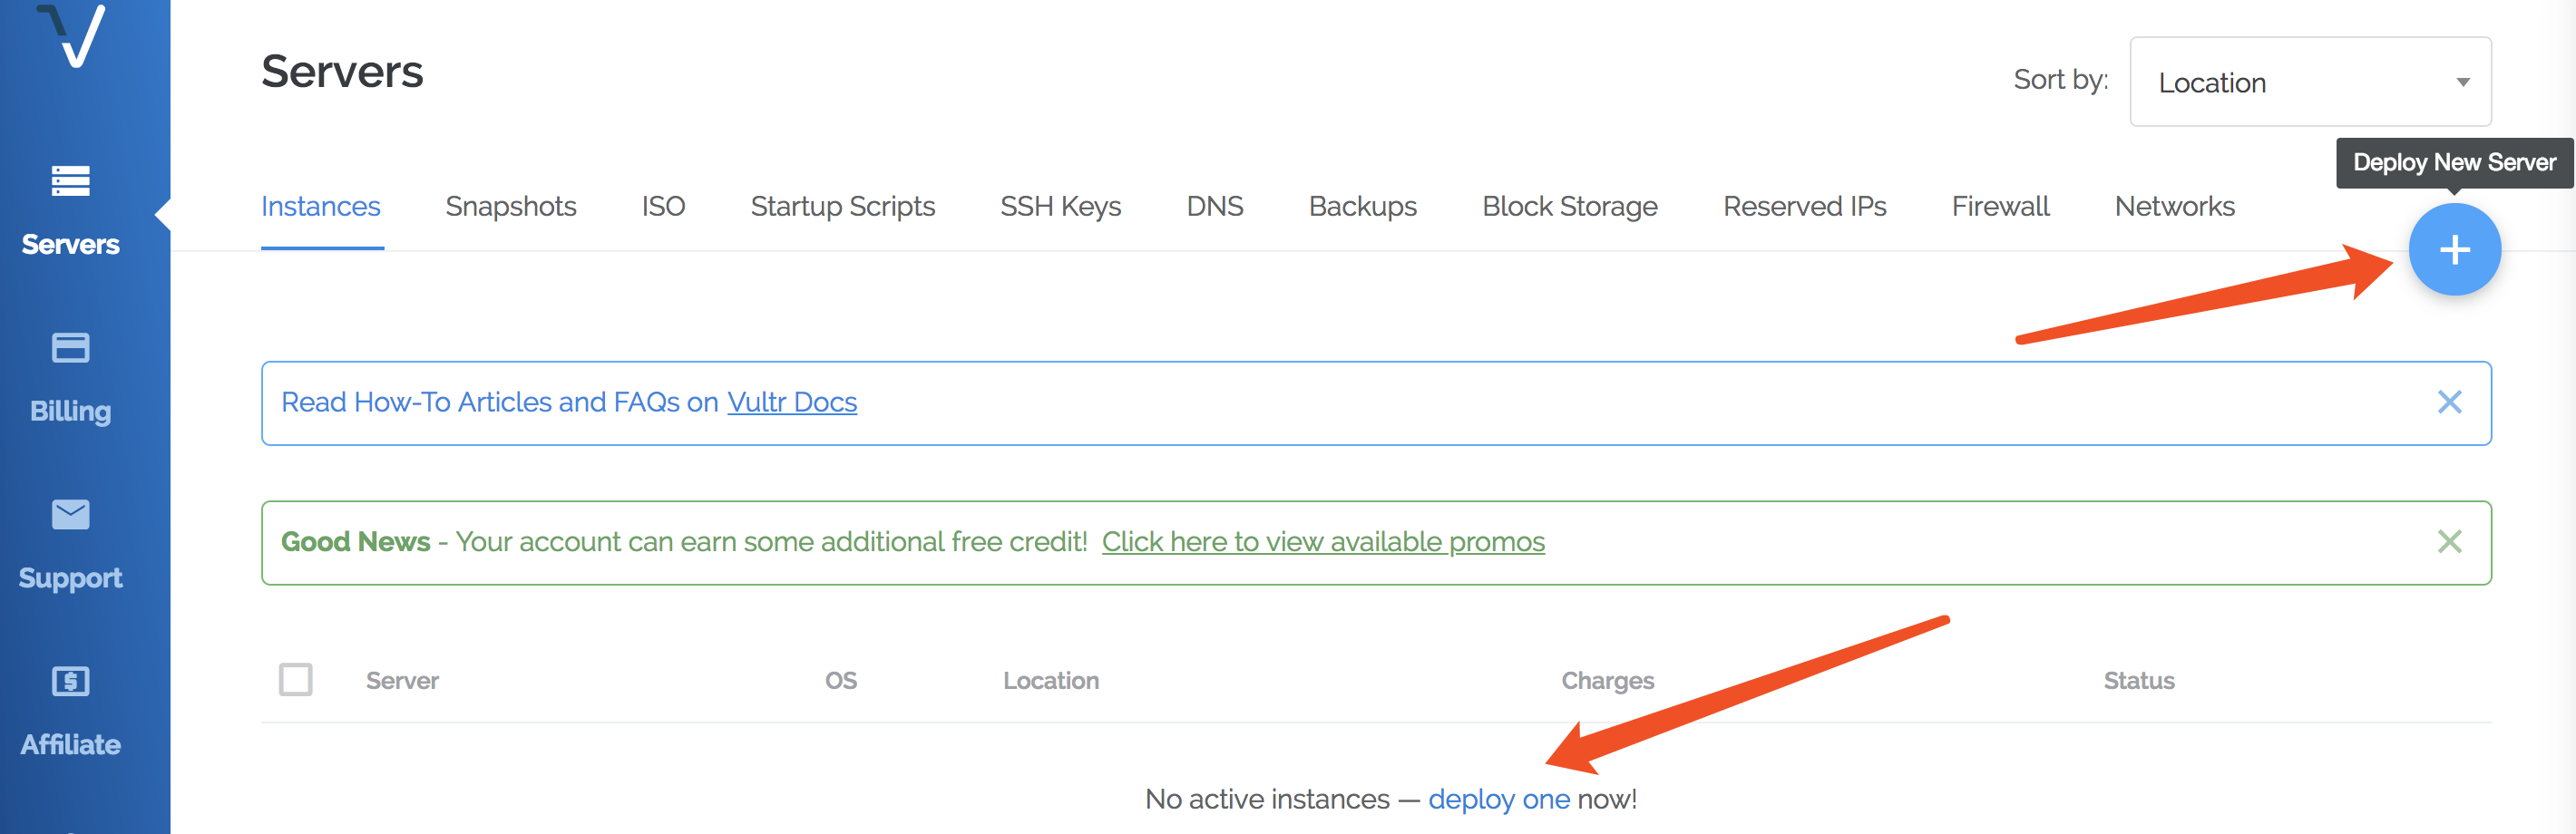 Servers
Sort by:
Location
Deploy New Server
Instances Snapshots ISO Startup Scripts SSH Keys DNS Backups Block Storage Reserved IPs Firewall Networks
Servers
Billing
Support
Affiliate
Read How-To Articles and FAQs on Vultr Docs
Good News - Your account can earn some additional free credit! Click here to view available promos
Server OS Location Charges Status
No active instances — deploy one now!